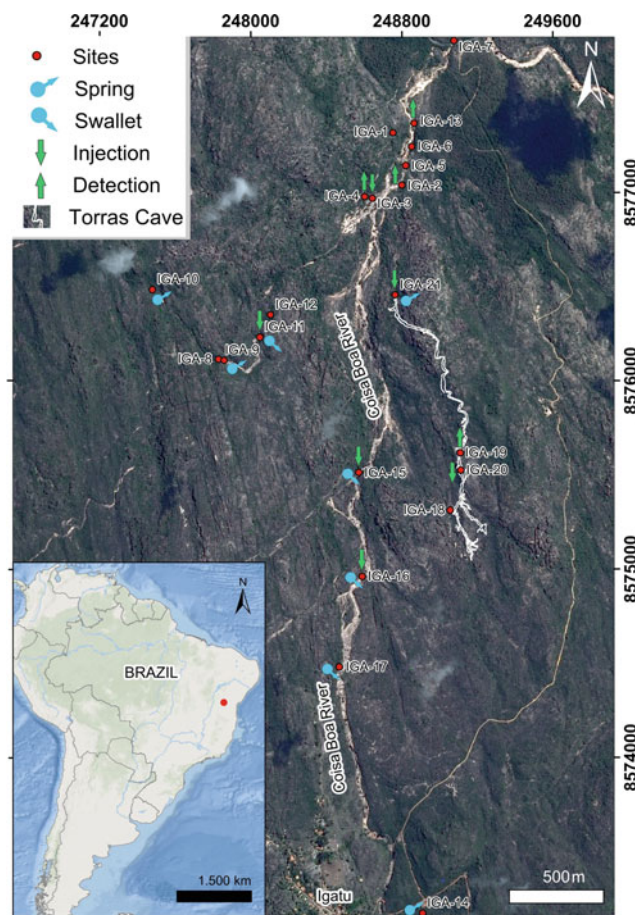 247200
248000
248800
249600
Sites
Spring
Swallet
Injection
Detection
Torras Cave
N
IGA-7
IGA-13
IGA-1
IGA-6
IGA-5
IGA-2
IGA-4
IGA-3
8577000
IGA-10
IGA-21
IGA-12
IGA-11
IGA-8
IGA-9
Coisa Boa River
8576000
IGA-19
IGA-20
IGA-15
IGA-18
8575000
IGA-16
N
BRAZIL
IGA-17
Coisa Boa River
8574000
1.500 km
Igatu
500m
IGA-14